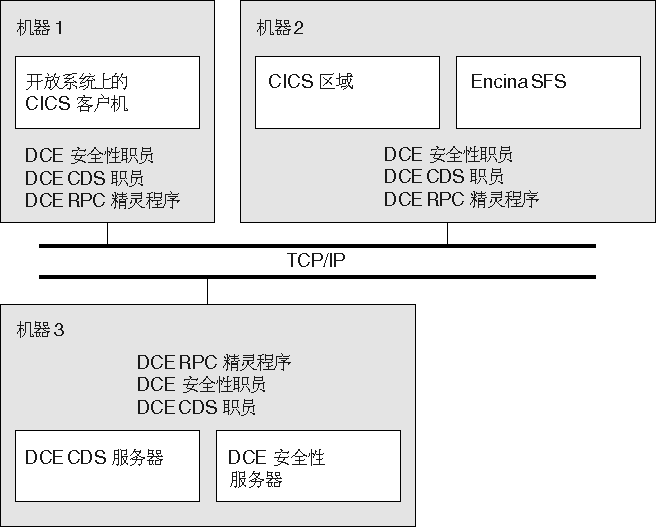 机器 1
开放系统上的
CICS 客户机
DCE 安全性职员
DCE CDS 职员
DCE RPC 精灵程序
机器 2
CICS 区域
Encina SFS
DCE 安全性职员
DCE CDS 职员
DCE RPC 精灵程序
TCP/IP
机器 3
DCE RPC 精灵程序
DCE 安全性职员
DCE CDS 职员
DCE CDS 服务器
DCE 安全性
服务器